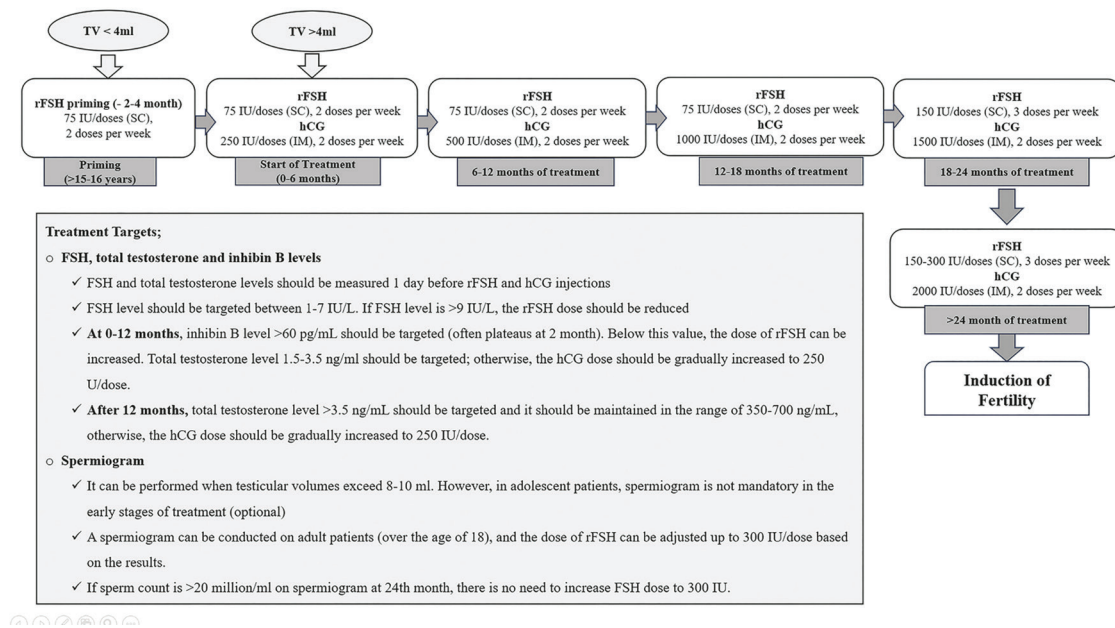 TV < 4ml
TV >4ml
rFSH priming (- 2-4 month)
75 IU/doses (SC),
2 doses per week
Priming
(>15-16 years)
rFSH
75 IU/doses (SC), 2 doses per week
hCG
250 IU/doses (IM), 2 doses per week
Start of Treatment
(0-6 months)
rFSH
75 IU/doses (SC), 2 doses per week
hCG
500 IU/doses (IM), 2 doses per week
6-12 months of treatment
rFSH
75 IU/doses (SC), 2 doses per week
hCG
1000 IU/doses (IM), 2 doses per week
12-18 months of treatment
rFSH
150 IU/doses (SC), 3 doses per week
hCG
1500 IU/doses (IM), 2 doses per week
18-24 months of treatment
rFSH
150-300 IU/doses (SC), 3 doses per week
hCG
2000 IU/doses (IM), 2 doses per week
>24 month of treatment
Induction of
Fertility
Treatment Targets;
○ FSH, total testosterone and inhibin B levels
✓ FSH and total testosterone levels should be measured 1 day before rFSH and hCG injections
✓ FSH level should be targeted between 1-7 IU/L. If FSH level is >9 IU/L, the rFSH dose should be reduced
✓ At 0-12 months, inhibin B level >60 pg/mL should be targeted (often plateaus at 2 month). Below this value, the dose of rFSH can be
increased. Total testosterone level 1.5-3.5 ng/ml should be targeted; otherwise, the hCG dose should be gradually increased to 250
U/dose.
✓ After 12 months, total testosterone level >3.5 ng/mL should be targeted and it should be maintained in the range of 350-700 ng/mL,
otherwise, the hCG dose should be gradually increased to 250 IU/dose.
○ Spermiogram
✓ It can be performed when testicular volumes exceed 8-10 ml. However, in adolescent patients, spermiogram is not mandatory in the
early stages of treatment (optional)
✓ A spermiogram can be conducted on adult patients (over the age of 18), and the dose of rFSH can be adjusted up to 300 IU/dose based
on the results.
✓ If sperm count is >20 million/ml on spermiogram at 24th month, there is no need to increase FSH dose to 300 IU.